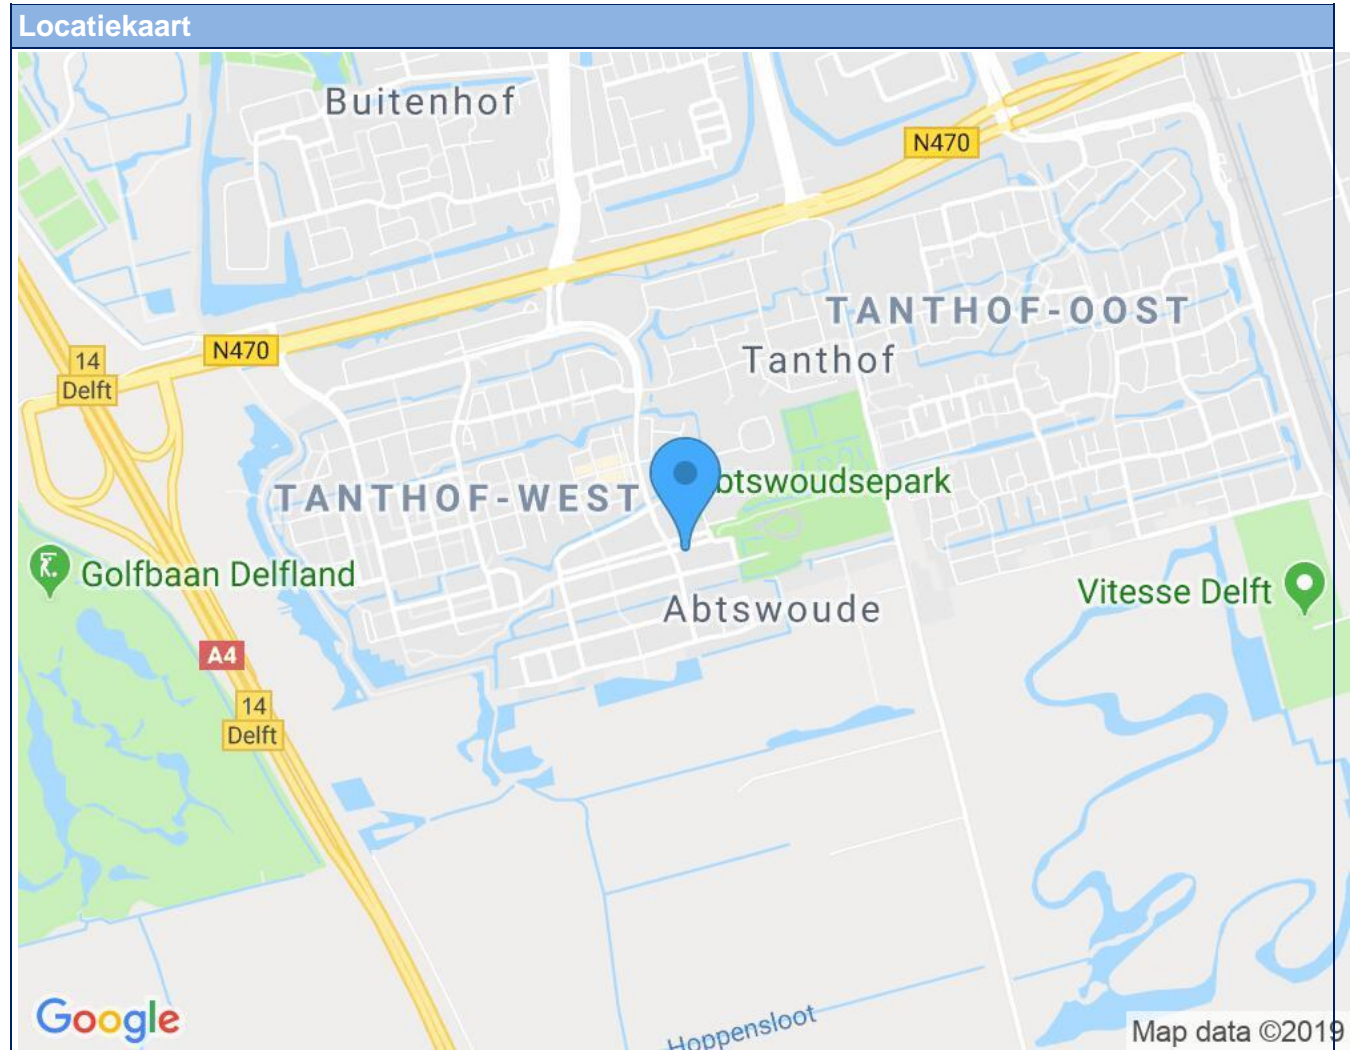 Locatiekaart
Buitenhof
N470
TANTHOF-OOST
N470
Tanthof
14
Delft
btswoudsepark
TANTHOF-WEST
Golfbaan Delfland
Vitesse Delft
Abtswoude
A4
14
Delft
Hoppensloot
Google
Map data ©2019